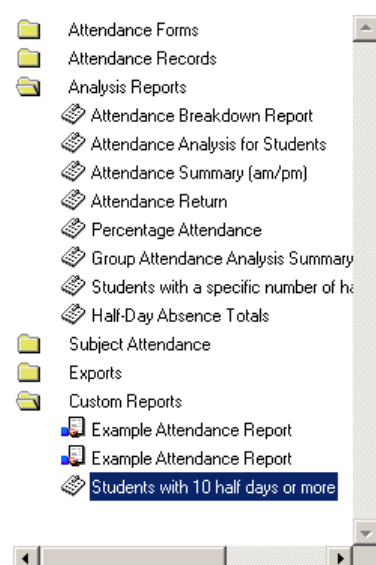 Attendance Forms
Attendance Records
Analysis Reports
Attendance Breakdown Report
Attendance Analysis for Students
Attendance Summary (am/pm)
Attendance Return
Percentage Attendance
Group Attendance Analysis Summary
Students with a specific number of
Half-Day Absence Totals
Subject Attendance
Exports
Custom Reports
Example Attendance Report
Example Attendance Report
Students with 10 half days or more